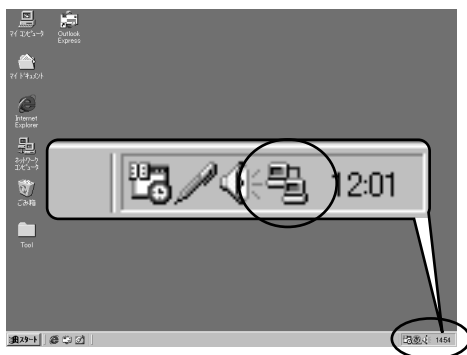 マイ コンピュータ
Outlook
Express
マイ ドキュメント
Internet
Explorer
ネットワーク
コンピュータ
ごみ箱
Tool
12:01
スタート
1454